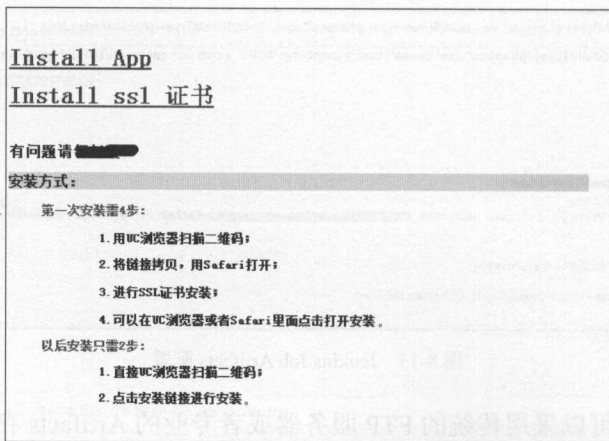 Install App
Install ssl 证书
有问题请
安装方式：
第一次安装需4步：
1.用UC浏览器扫描二维码；
2.将链接拷贝，用Safari打开；
3.进行SSL证书安装；
4.可以在UC浏览器或者Safari里面点击打开安装。
以后安装只需2步：
1.直接UC浏览器扫描二维码；
2.点击安装链接进行安装。